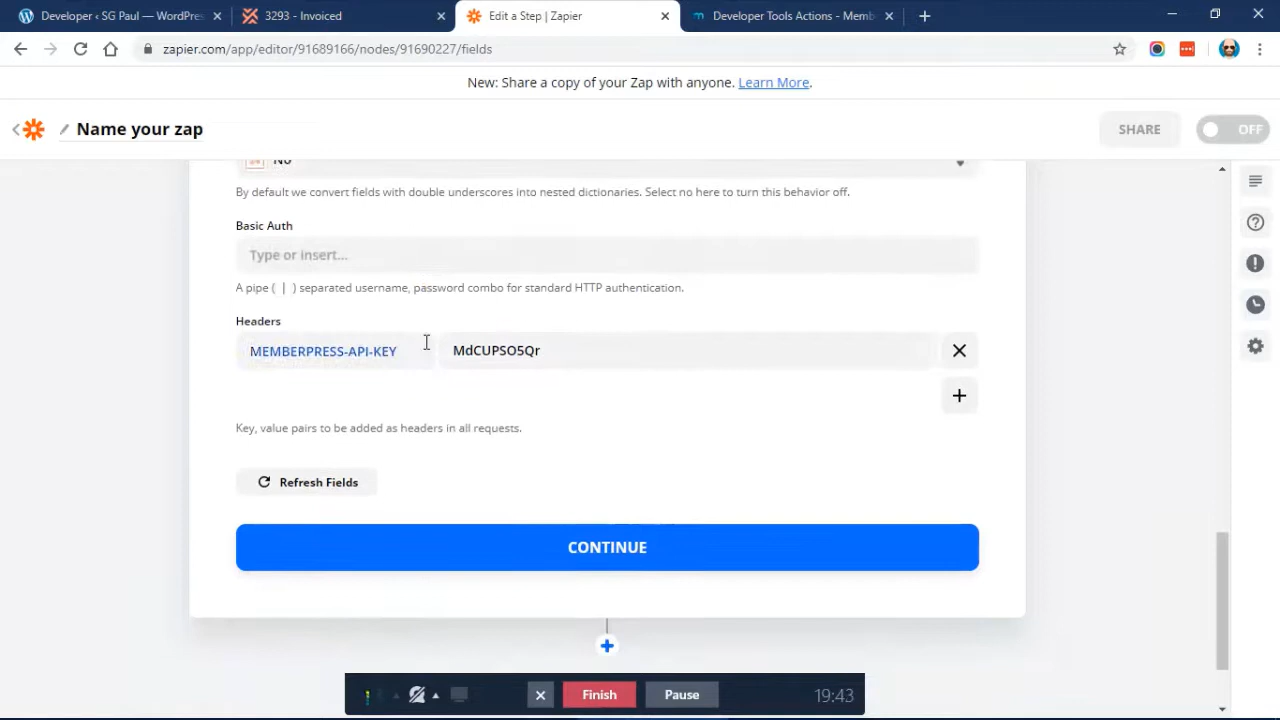 Developer ‹ SG Paul — WordPres
3293 - Invoiced
Edit a Step | Zapier
Developer Tools Actions - Memb
zapier.com/app/editor/91689166/nodes/91690227/fields
New: Share a copy of your Zap with anyone. Learn More.
Name your zap
SHARE
OFF
No
By default we convert fields with double underscores into nested dictionaries. Select no here to turn this behavior off.
Basic Auth
Type or insert...
A pipe ( | ) separated username, password combo for standard HTTP authentication.
Headers
MEMBERPRESS-API-KEY
MdCUPSO5Qr
Key, value pairs to be added as headers in all requests.
Refresh Fields
CONTINUE
Finish
Pause
19:43